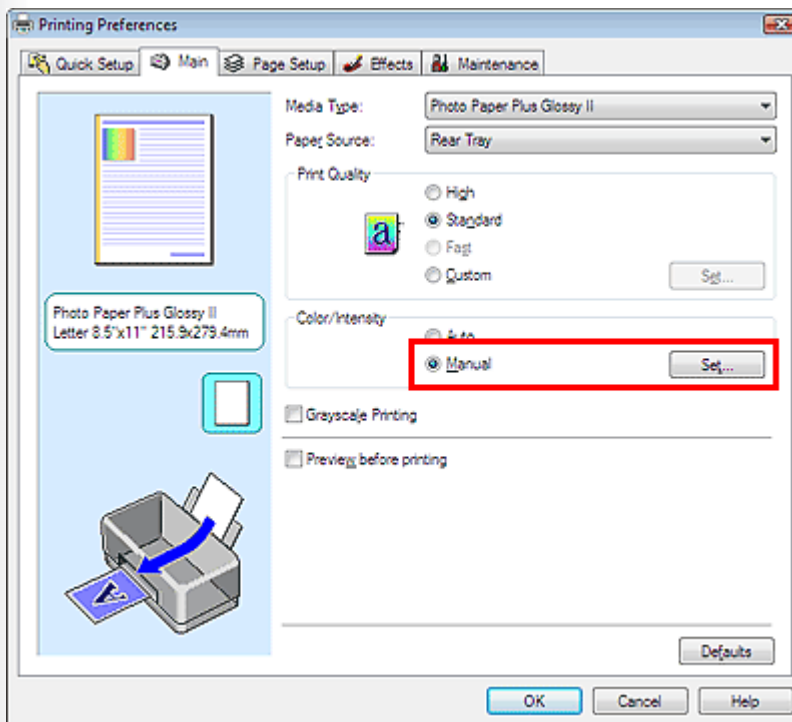 Printing Preferences
Quick Setup Main Page Setup Effects Maintenance
Media Type: Photo Paper Plus Glossy II
Paper Source: Rear Tray
Print Quality
High
a Standard
Fast
Custom Set...
Photo Paper Plus Glossy II
Letter 8.5"x11" 215.9x279.4mm
Color/Intensity
Auto
Manual Set...
Grayscale Printing
Preview before printing
A
Defaults
OK Cancel Help